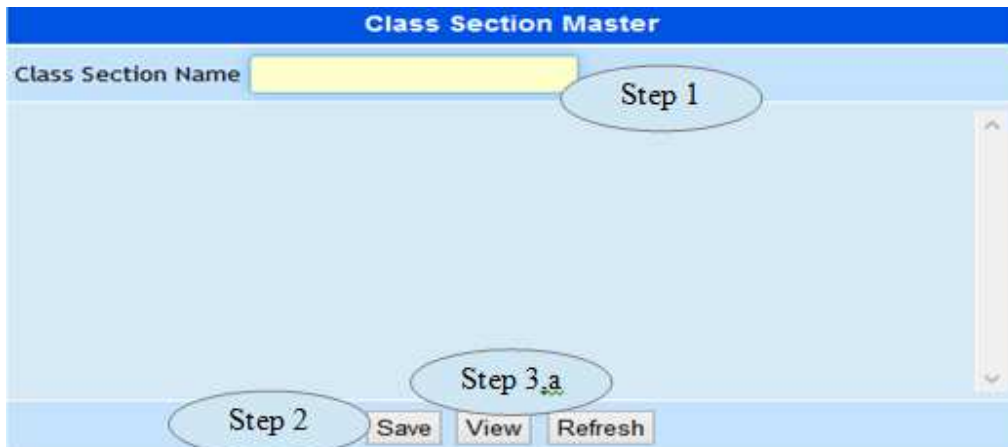 Class Section Master
Class Section Name
Step 1
Step 3.a
Step 2
Save View Refresh